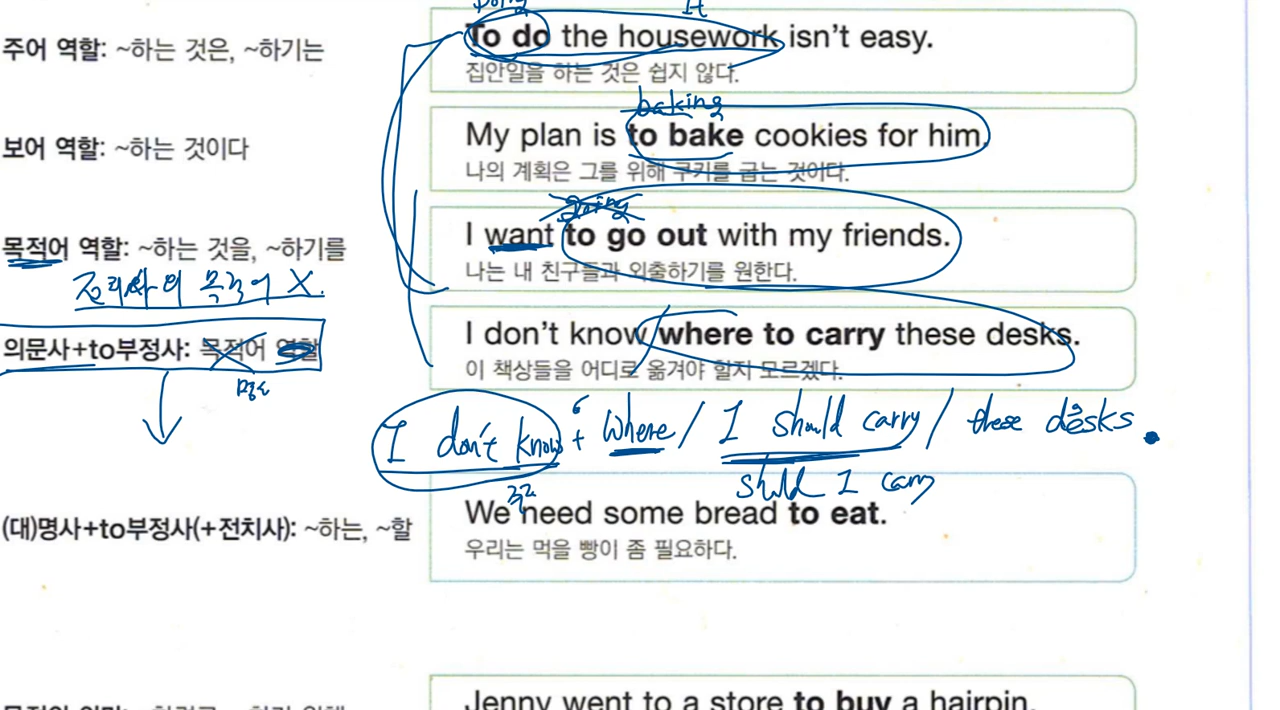 doing It
주어 역할: ~하는 것은, ~하기는
To do the housework isn't easy.
집안일을 하는 것은 쉽지 않다.
baking
보어 역할: ~하는 것이다
My plan is to bake cookies for him.
나의 계획은 그를 위해 쿠키를 굽는 것이다.
going
목적어 역할: ~하는 것을, ~하기를
I want to go out with my friends.
나는 내 친구들과 외출하기를 원한다.
전치사의 목적어 X.
의문사+to부정사: 목적어 역할
명사
I don't know where to carry these desks.
이 책상들을 어디로 옮겨야 할지 모르겠다.
I don't know + where / I should carry / these desks.
should I carry
(대)명사+to부정사(+전치사): ~하는, ~할
We need some bread to eat.
우리는 먹을 빵이 좀 필요하다.
Jenny went to a store to buy a hairpin.